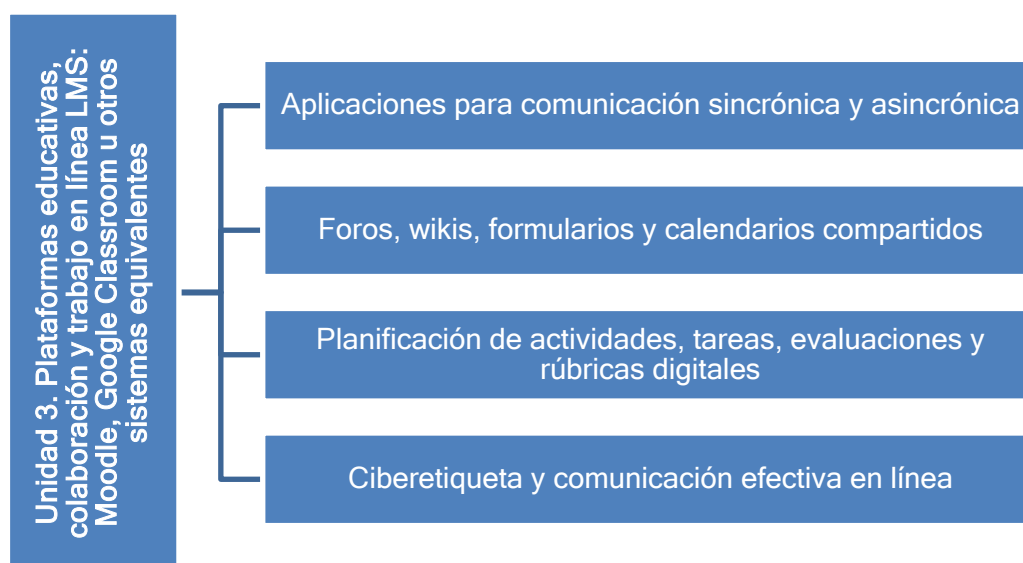 Unidad 3. Plataformas educativas,
colaboración y trabajo en línea LMS:
Moodle, Google Classroom u otros
sistemas equivalentes
Aplicaciones para comunicación sincrónica y asincrónica
Foros, wikis, formularios y calendarios compartidos
Planificación de actividades, tareas, evaluaciones y
rúbricas digitales
Ciberetiqueta y comunicación efectiva en línea